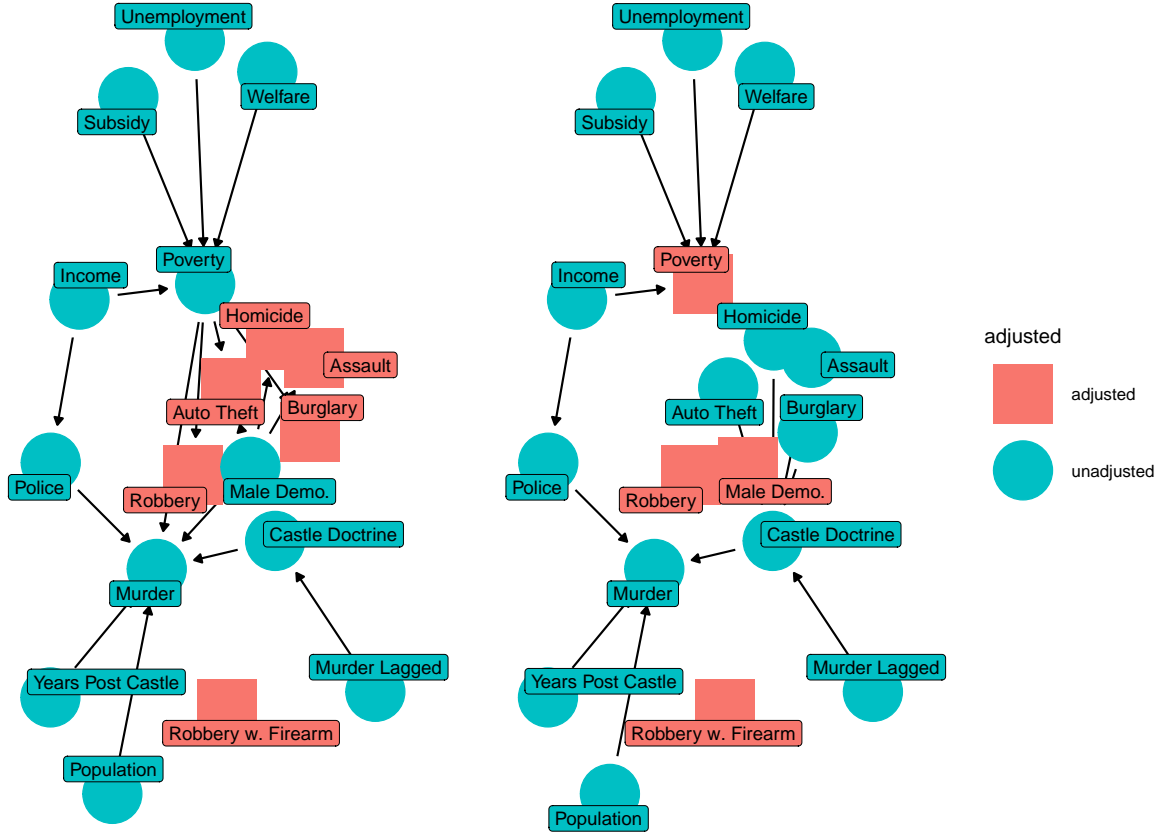 Unemployment
Welfare
Subsidy
Poverty
Income
Homicide
Assault
Auto Theft
Burglary
Police
Robbery
Male Demo.
Castle Doctrine
Murder
Murder Lagged
Years Post Castle
Robbery w. Firearm
Population
Unemployment
Welfare
Subsidy
Poverty
Income
Homicide
Assault
Auto Theft
Burglary
Police
Robbery
Male Demo.
Castle Doctrine
Murder
Murder Lagged
Years Post Castle
Robbery w. Firearm
Population
adjusted
adjusted
unadjusted